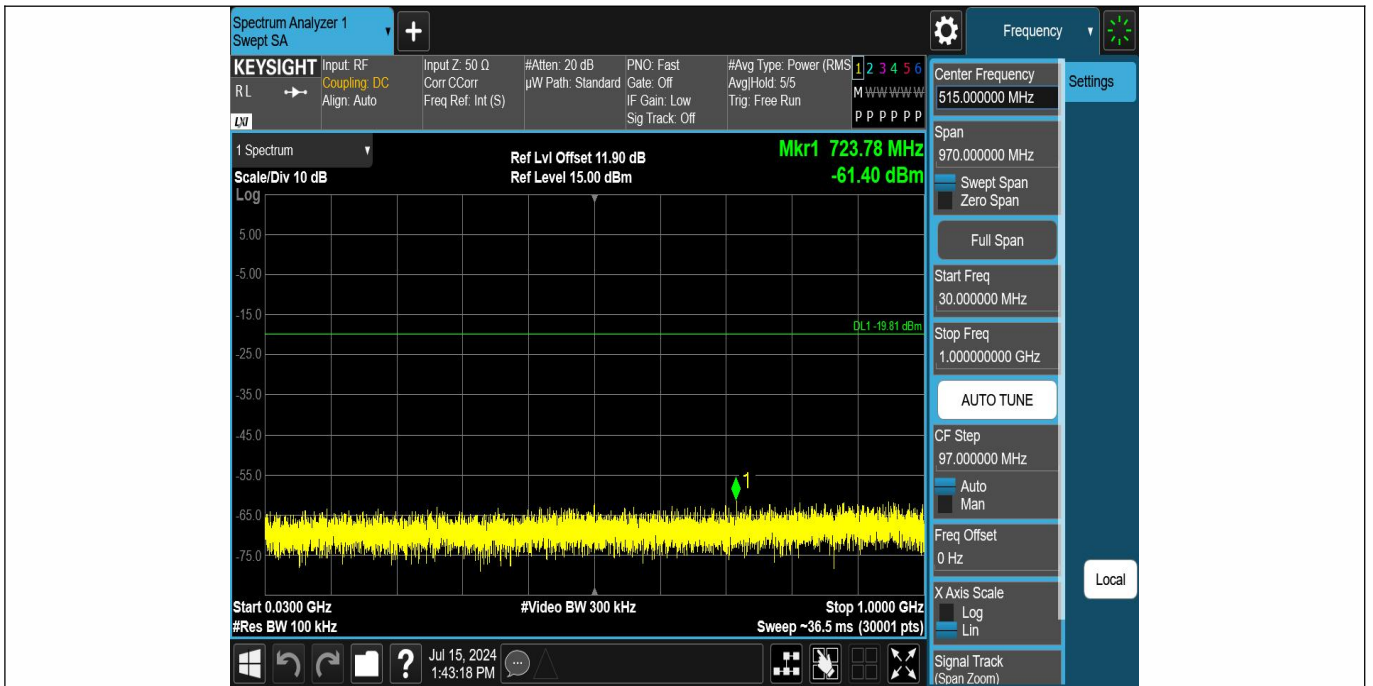 Spectrum Analyzer 1
Swept SA
+
Frequency
KEYSIGHT
RL
LXI
Input: RF
Coupling: DC
Align: Auto
Input Z: 50 Ω
Corr CCorr
Freq Ref: Int (S)
#Atten: 20 dB
µW Path: Standard
PNO: Fast
Gate: Off
IF Gain: Low
Sig Track: Off
#Avg Type: Power (RMS
Avg|Hold: 5/5
Trig: Free Run
1 2 3 4 5 6
M W W W W W
P P P P P P
Center Frequency
515.000000 MHz
Settings
1 Spectrum
Scale/Div 10 dB
Ref Lvl Offset 11.90 dB
Ref Level 15.00 dBm
Mkr1 723.78 MHz
-61.40 dBm
Span
970.000000 MHz
Swept Span
Zero Span
Full Span
Start Freq
30.000000 MHz
Stop Freq
1.000000000 GHz
AUTO TUNE
CF Step
97.000000 MHz
Auto
Man
Freq Offset
0 Hz
X Axis Scale
Log
Lin
Signal Track
(Span Zoom)
Local
Log
5.00
-5.00
-15.0
DL1 -19.81 dBm
-25.0
-35.0
-45.0
-55.0
1
-65.0
-75.0
Start 0.0300 GHz
#Video BW 300 kHz
Stop 1.0000 GHz
#Res BW 100 kHz
Sweep ~36.5 ms (30001 pts)
?
Jul 15, 2024
1:43:18 PM